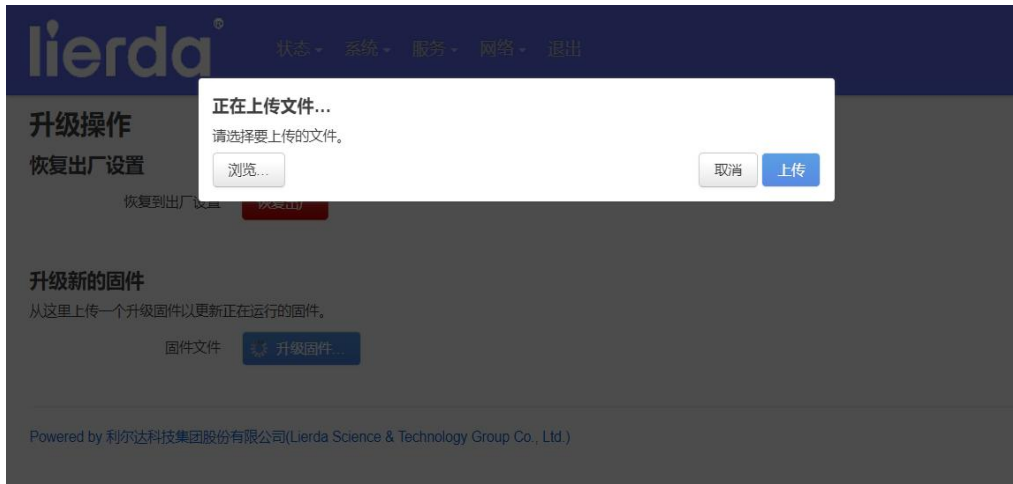 lierda®
状态 系统 服务 网络 退出
正在上传文件...
请选择要上传的文件。
浏览...
取消 上传
升级操作
恢复出厂设置
恢复到出厂设置
升级新的固件
从这里上传一个升级固件以更新正在运行的固件。
固件文件 升级固件...
Powered by 利尔达科技集团股份有限公司(Lierda Science & Technology Group Co., Ltd.)